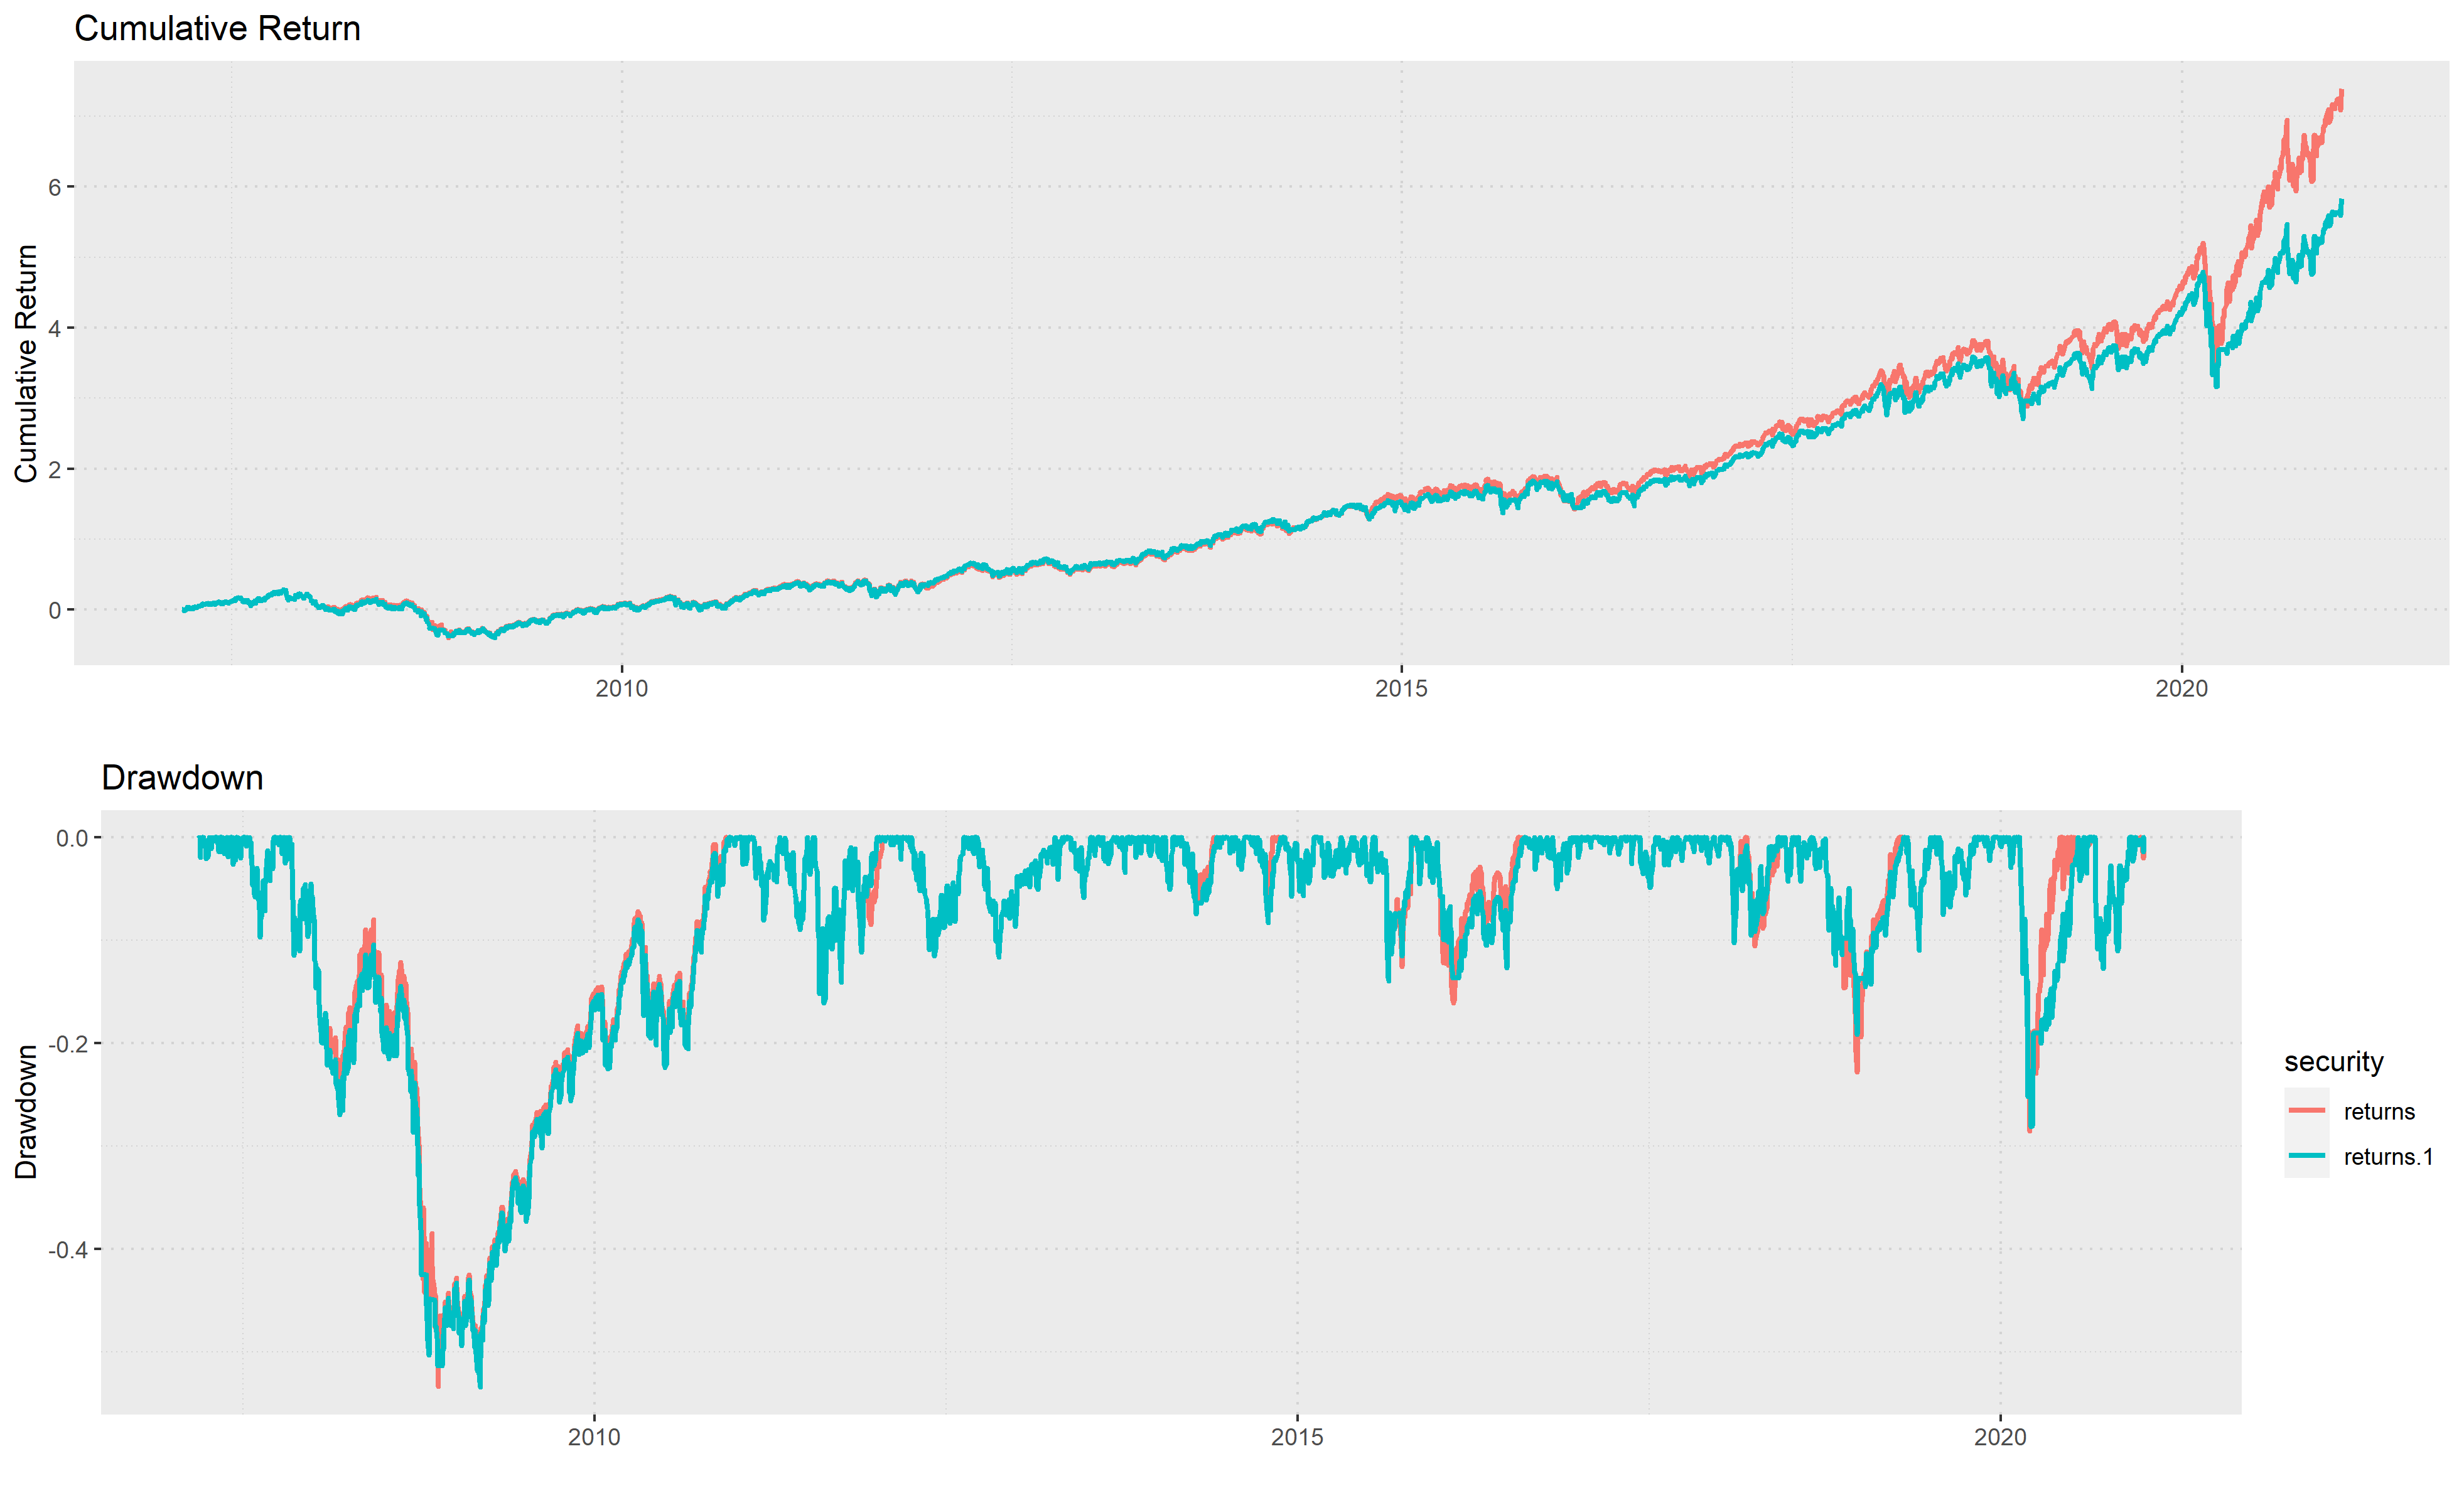 Cumulative Return
Cumulative Return
6
4
2
0
2010 2015 2020
Drawdown
Drawdown
0.0
-0.2
-0.4
2010 2015 2020
security
returns
returns.1